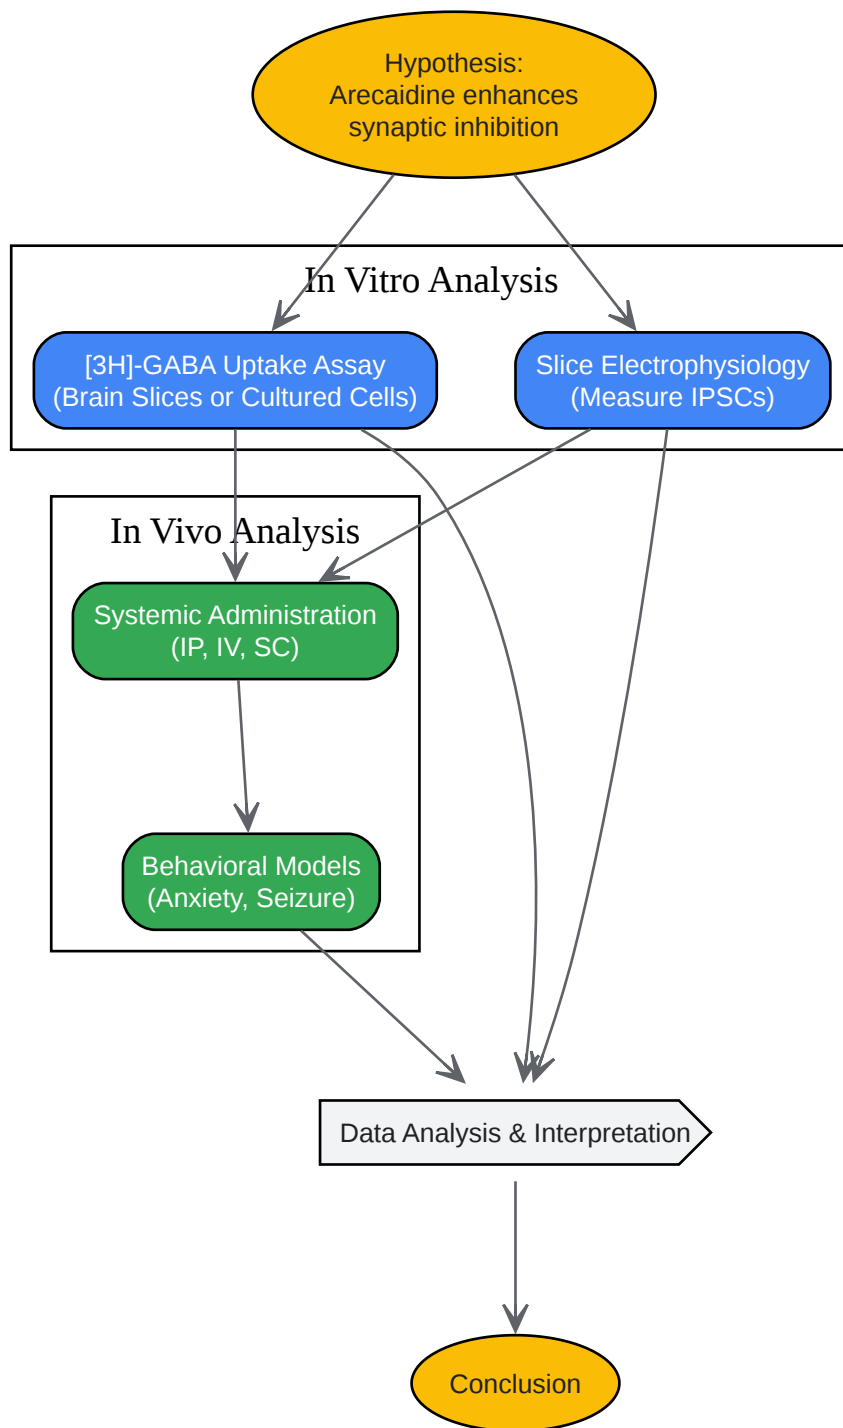 Hypothesis:
Arecaidine enhances
synaptic inhibition
In Vitro Analysis
[3H]-GABA Uptake Assay
(Brain Slices or Cultured Cells)
Slice Electrophysiology
(Measure IPSCs)
In Vivo Analysis
Systemic Administration
(IP, IV, SC)
Behavioral Models
(Anxiety, Seizure)
Data Analysis & Interpretation
Conclusion